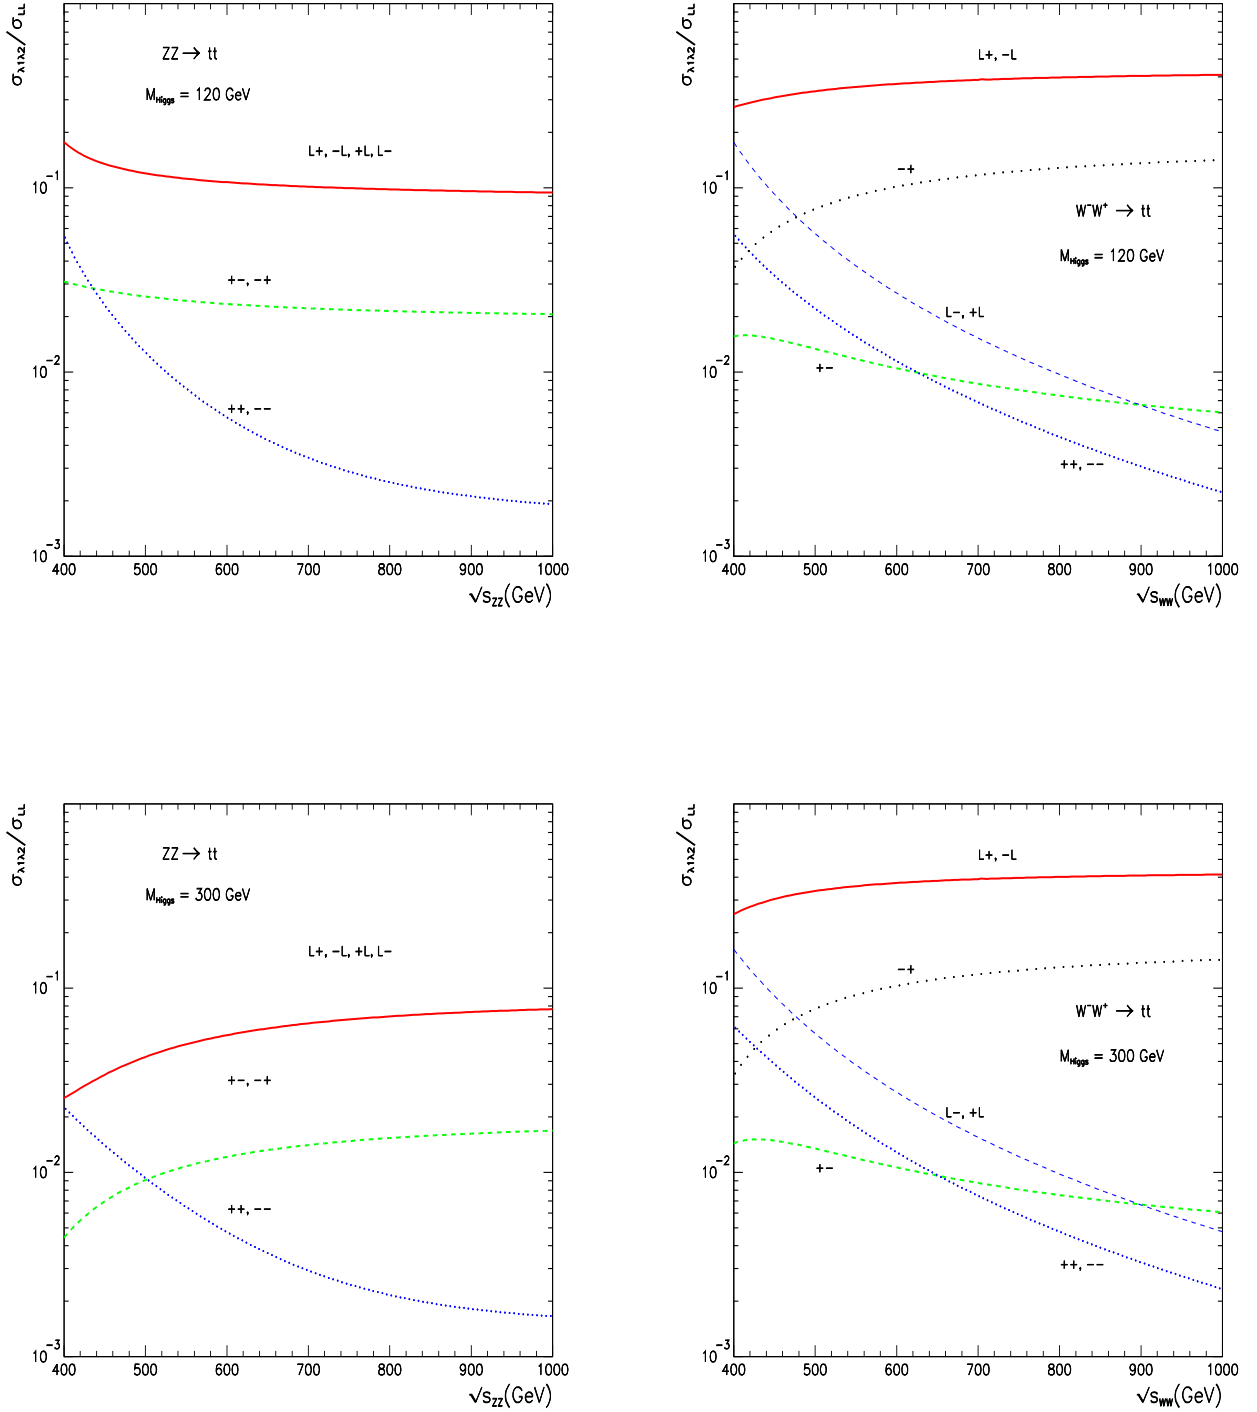 σλ1λ2/σLL
ZZ → tt
MHiggs = 120 GeV
L+, −L, +L, L−
+−, −+
++, −−
10-1
10-2
10-3
400 500 600 700 800 900 1000
√sZZ(GeV)
σλ1λ2/σLL
L+, −L
−+
W-W+ → tt
MHiggs = 120 GeV
L−, +L
+−
++, −−
10-1
10-2
10-3
400 500 600 700 800 900 1000
√sWW(GeV)
σλ1λ2/σLL
ZZ → tt
MHiggs = 300 GeV
L+, −L, +L, L−
+−, −+
++, −−
10-1
10-2
10-3
400 500 600 700 800 900 1000
√sZZ(GeV)
σλ1λ2/σLL
L+, −L
−+
W-W+ → tt
MHiggs = 300 GeV
L−, +L
+−
++, −−
10-1
10-2
10-3
400 500 600 700 800 900 1000
√sWW(GeV)